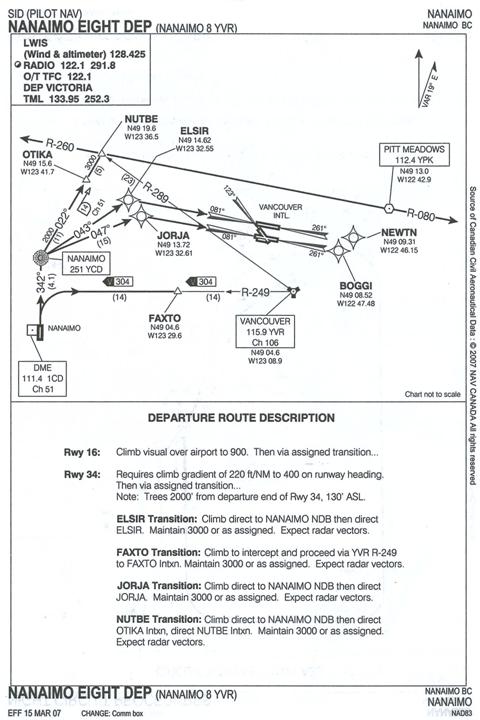 SID (PILOT NAV)
NANAIMO EIGHT DEP (NANAIMO 8 YVR)
NANAIMO
NANAIMO BC
LWIS
(Wind & altimeter) 128.425
RADIO 122.1 291.8
O/T TFC 122.1
DEP VICTORIA
TML 133.95 252.3
VAR 19° E
NUTBE
N49 19.6
W123 36.5
ELSIR
N49 14.62
W123 32.55
R-260
OTIKA
N49 15.6
W123 41.7
3000
(5)
(23)
R-289
PITT MEADOWS
112.4 YPK
N49 13.0
W122 42.9
R-080
14
Ch 51
2000
022°
(11)
043°
047°
(15)
123°
VANCOUVER
INTL.
081°
081°
261°
261°
JORJA
N49 13.72
W123 32.61
NEWTN
N49 09.31
W122 46.15
BOGGI
N49 08.52
W122 47.48
NANAIMO
251 YCD
342°
(4.1)
V 304
(14)
V 304
(14)
R-249
FAXTO
N49 04.6
W123 29.6
VANCOUVER
115.9 YVR
Ch 106
N49 04.6
W123 08.9
NANAIMO
DME
111.4 1CD
Ch 51
Chart not to scale
Source of Canadian Civil Aeronautical Data : © 2007 NAV CANADA All rights reserved
DEPARTURE ROUTE DESCRIPTION
Rwy 16: Climb visual over airport to 900. Then via assigned transition...
Rwy 34: Requires climb gradient of 220 ft/NM to 400 on runway heading.
Then via assigned transition...
Note: Trees 2000' from departure end of Rwy 34, 130' ASL.
ELSIR Transition: Climb direct to NANAIMO NDB then direct
ELSIR. Maintain 3000 or as assigned. Expect radar vectors.
FAXTO Transition: Climb to intercept and proceed via YVR R-249
to FAXTO Intxn. Maintain 3000 or as assigned. Expect radar vectors.
JORJA Transition: Climb direct to NANAIMO NDB then direct
JORJA. Maintain 3000 or as assigned. Expect radar vectors.
NUTBE Transition: Climb direct to NANAIMO NDB then direct
OTIKA Intxn, direct NUTBE Intxn. Maintain 3000 or as assigned.
Expect radar vectors.
NANAIMO EIGHT DEP (NANAIMO 8 YVR)
NANAIMO BC
NANAIMO
EFF 15 MAR 07 CHANGE: Comm box
NAD83